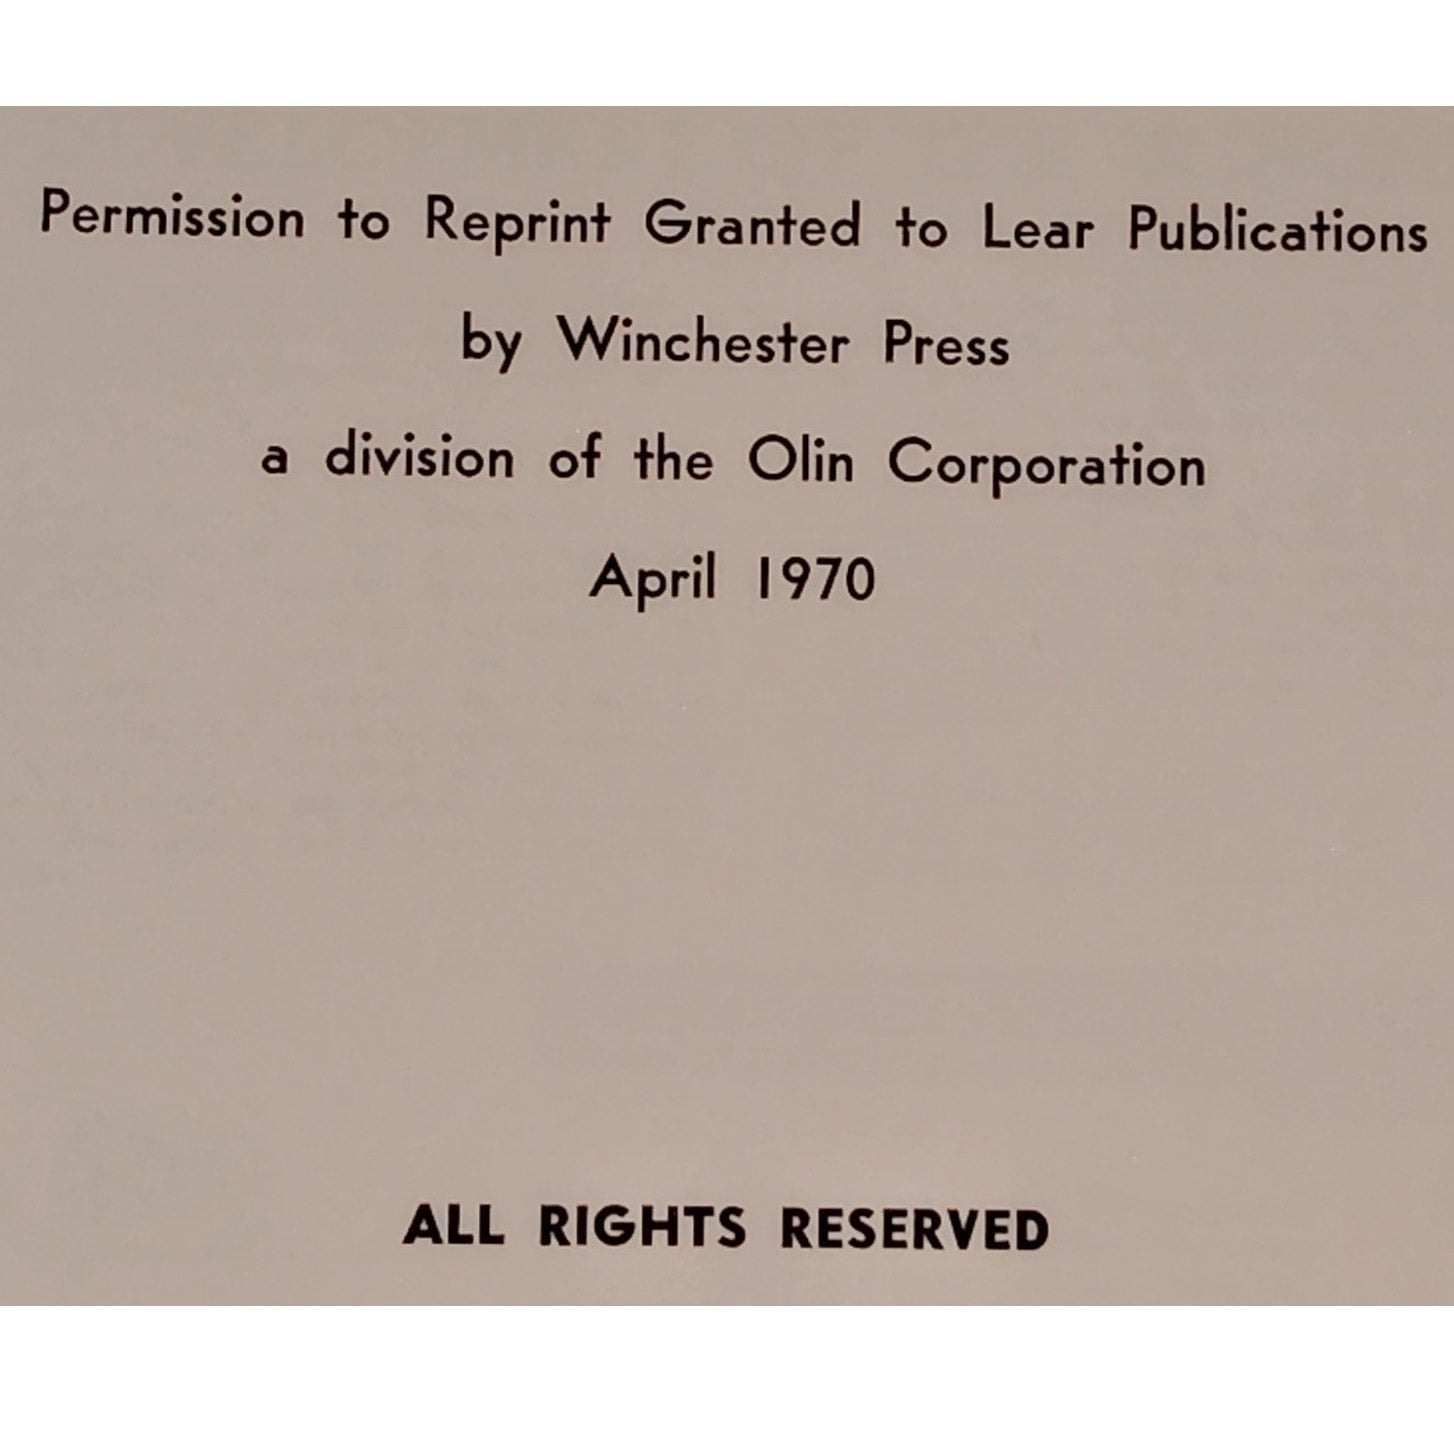 Permission to Reprint Granted to Lear Publications
by Winchester Press
a division of the Olin Corporation
April 1970
ALL RIGHTS RESERVED